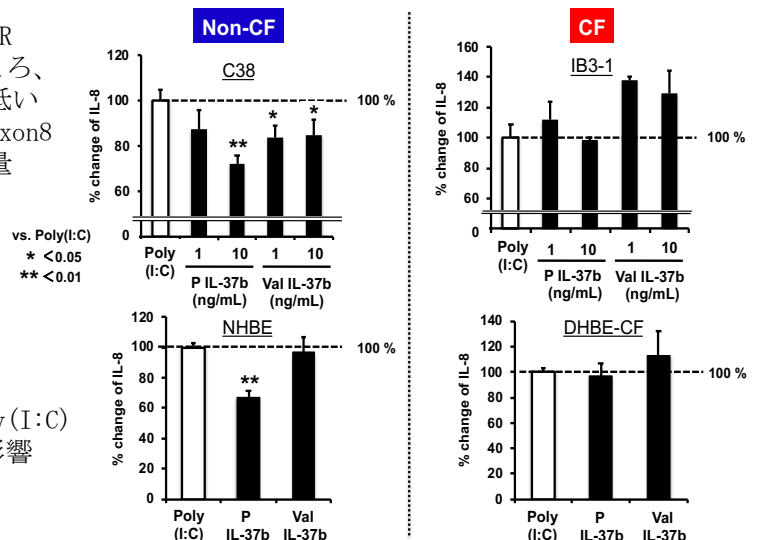 R
ろ、
低い
xon8
量
vs. Poly(I:C)
* <0.05
** <0.01
y(I:C)
影響
Non-CF
C38
% change of IL-8
120
100
80
60
0
100 %
**
*
*
Poly (I:C)
1 10 1 10
P IL-37b (ng/mL)
Val IL-37b (ng/mL)
NHBE
% change of IL-8
120
100
80
60
40
20
0
100 %
**
Poly (I:C)
P IL-37b
Val IL-37b
CF
IB3-1
% change of IL-8
160
140
120
100
80
60
0
100 %
Poly (I:C)
1 10 1 10
P IL-37b (ng/mL)
Val IL-37b (ng/mL)
DHBE-CF
% change of IL-8
140
120
100
80
60
40
20
0
100 %
Poly (I:C)
P IL-37b
Val IL-37b